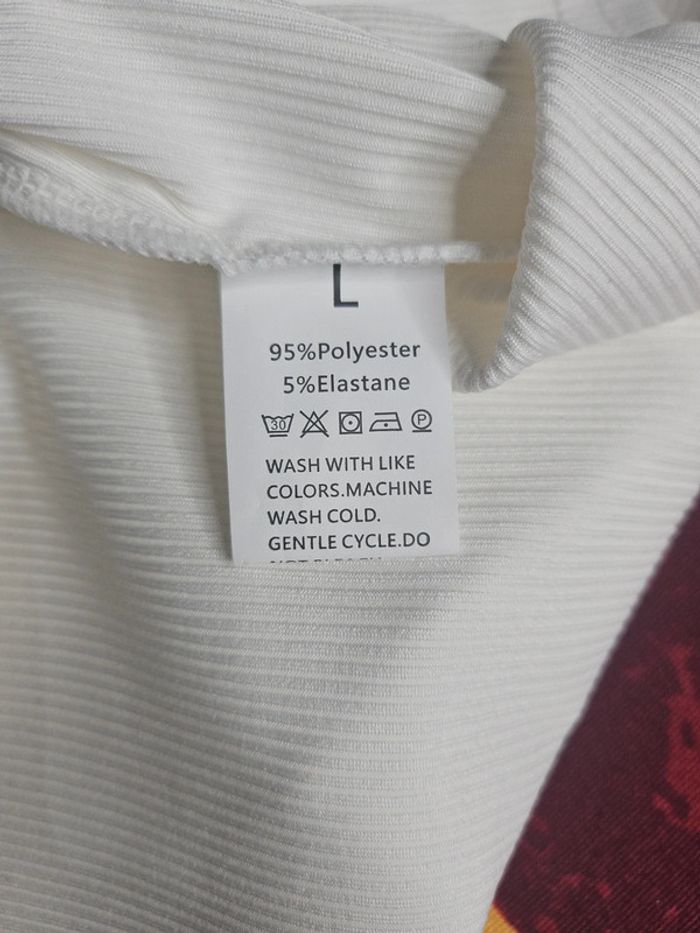 L
95%Polyester
5%Elastane
30 P
WASH WITH LIKE
COLORS.MACHINE
WASH COLD.
GENTLE CYCLE.DO